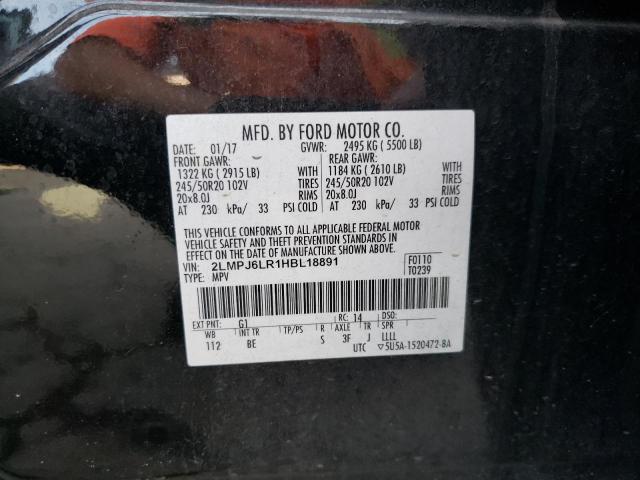 MFD. BY FORD MOTOR CO.
DATE: 01/17 GVWR: 2495 KG ( 5500 LB)
FRONT GAWR: REAR GAWR:
1322 KG ( 2915 LB) WITH 1184 KG ( 2610 LB) WITH
245/50R20 102V TIRES 245/50R20 102V TIRES
20x8.0J RIMS 20x8.0J RIMS
AT 230 kPa/ 33 PSI COLD AT 230 kPa/ 33 PSI COLD
THIS VEHICLE CONFORMS TO ALL APPLICABLE FEDERAL MOTOR
VEHICLE SAFETY AND THEFT PREVENTION STANDARDS IN
EFFECT ON THE DATE OF MANUFACTURE SHOWN ABOVE.
VIN: 2LMPJ6LR1HBL18891 F0110
TYPE: MPV T0239
EXT PNT: G1 RC: 14 DSO:
WB INT TR TP/PS R AXLE TR SPR
112 BE S 3F J LLLL
UTC ▽5U5A-1520472-BA